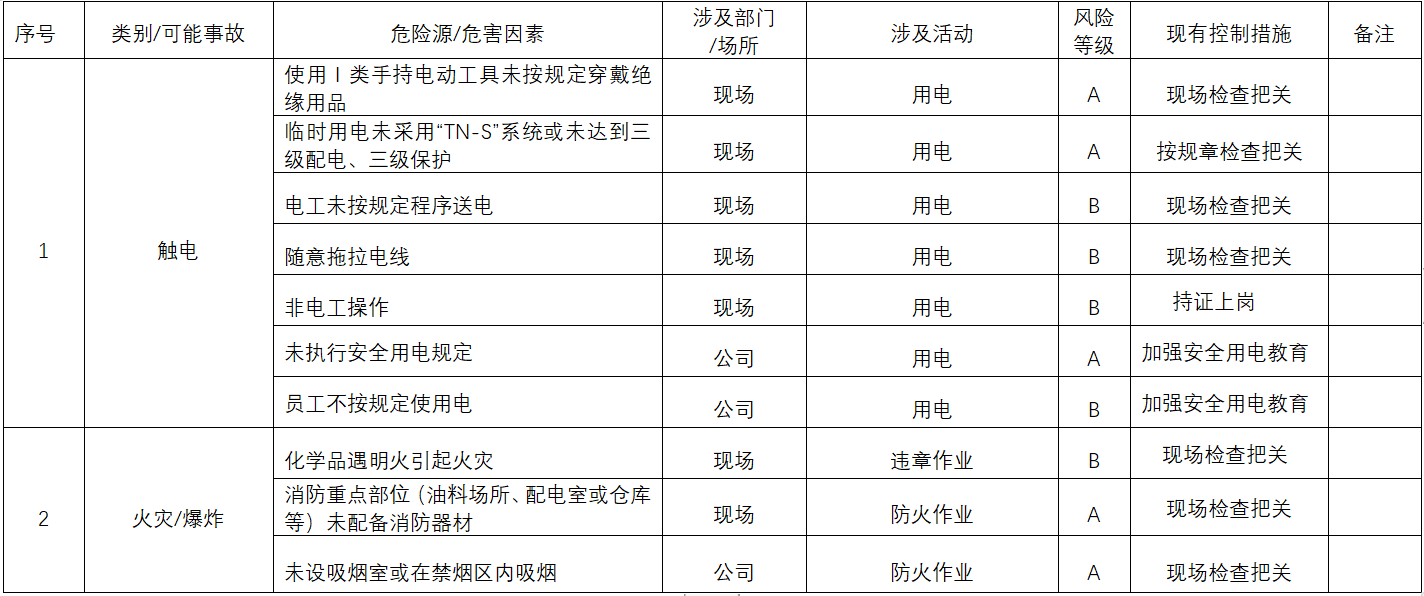 序号 类别/可能事故 危险源/危害因素 涉及部门 涉及活动 风险 现有控制措施 备注
/场所 等级
1 触电 使用Ⅰ类手持电动工具未按规定穿戴绝 现场 用电 A 现场检查把关
缘用品
临时用电未采用“TN-S”系统或未达到三 现场 用电 A 按规章检查把关
级配电、三级保护
电工未按规定程序送电 现场 用电 B 现场检查把关
随意拖拉电线 现场 用电 B 现场检查把关
非电工操作 现场 用电 B 持证上岗
未执行安全用电规定 公司 用电 A 加强安全用电教育
员工不按规定使用电 公司 用电 B 加强安全用电教育
2 火灾/爆炸 化学品遇明火引起火灾 现场 违章作业 B 现场检查把关
消防重点部位（油料场所、配电室或仓库 现场 防火作业 A 现场检查把关
等）未配备消防器材
未设吸烟室或在禁烟区内吸烟 公司 防火作业 A 现场检查把关